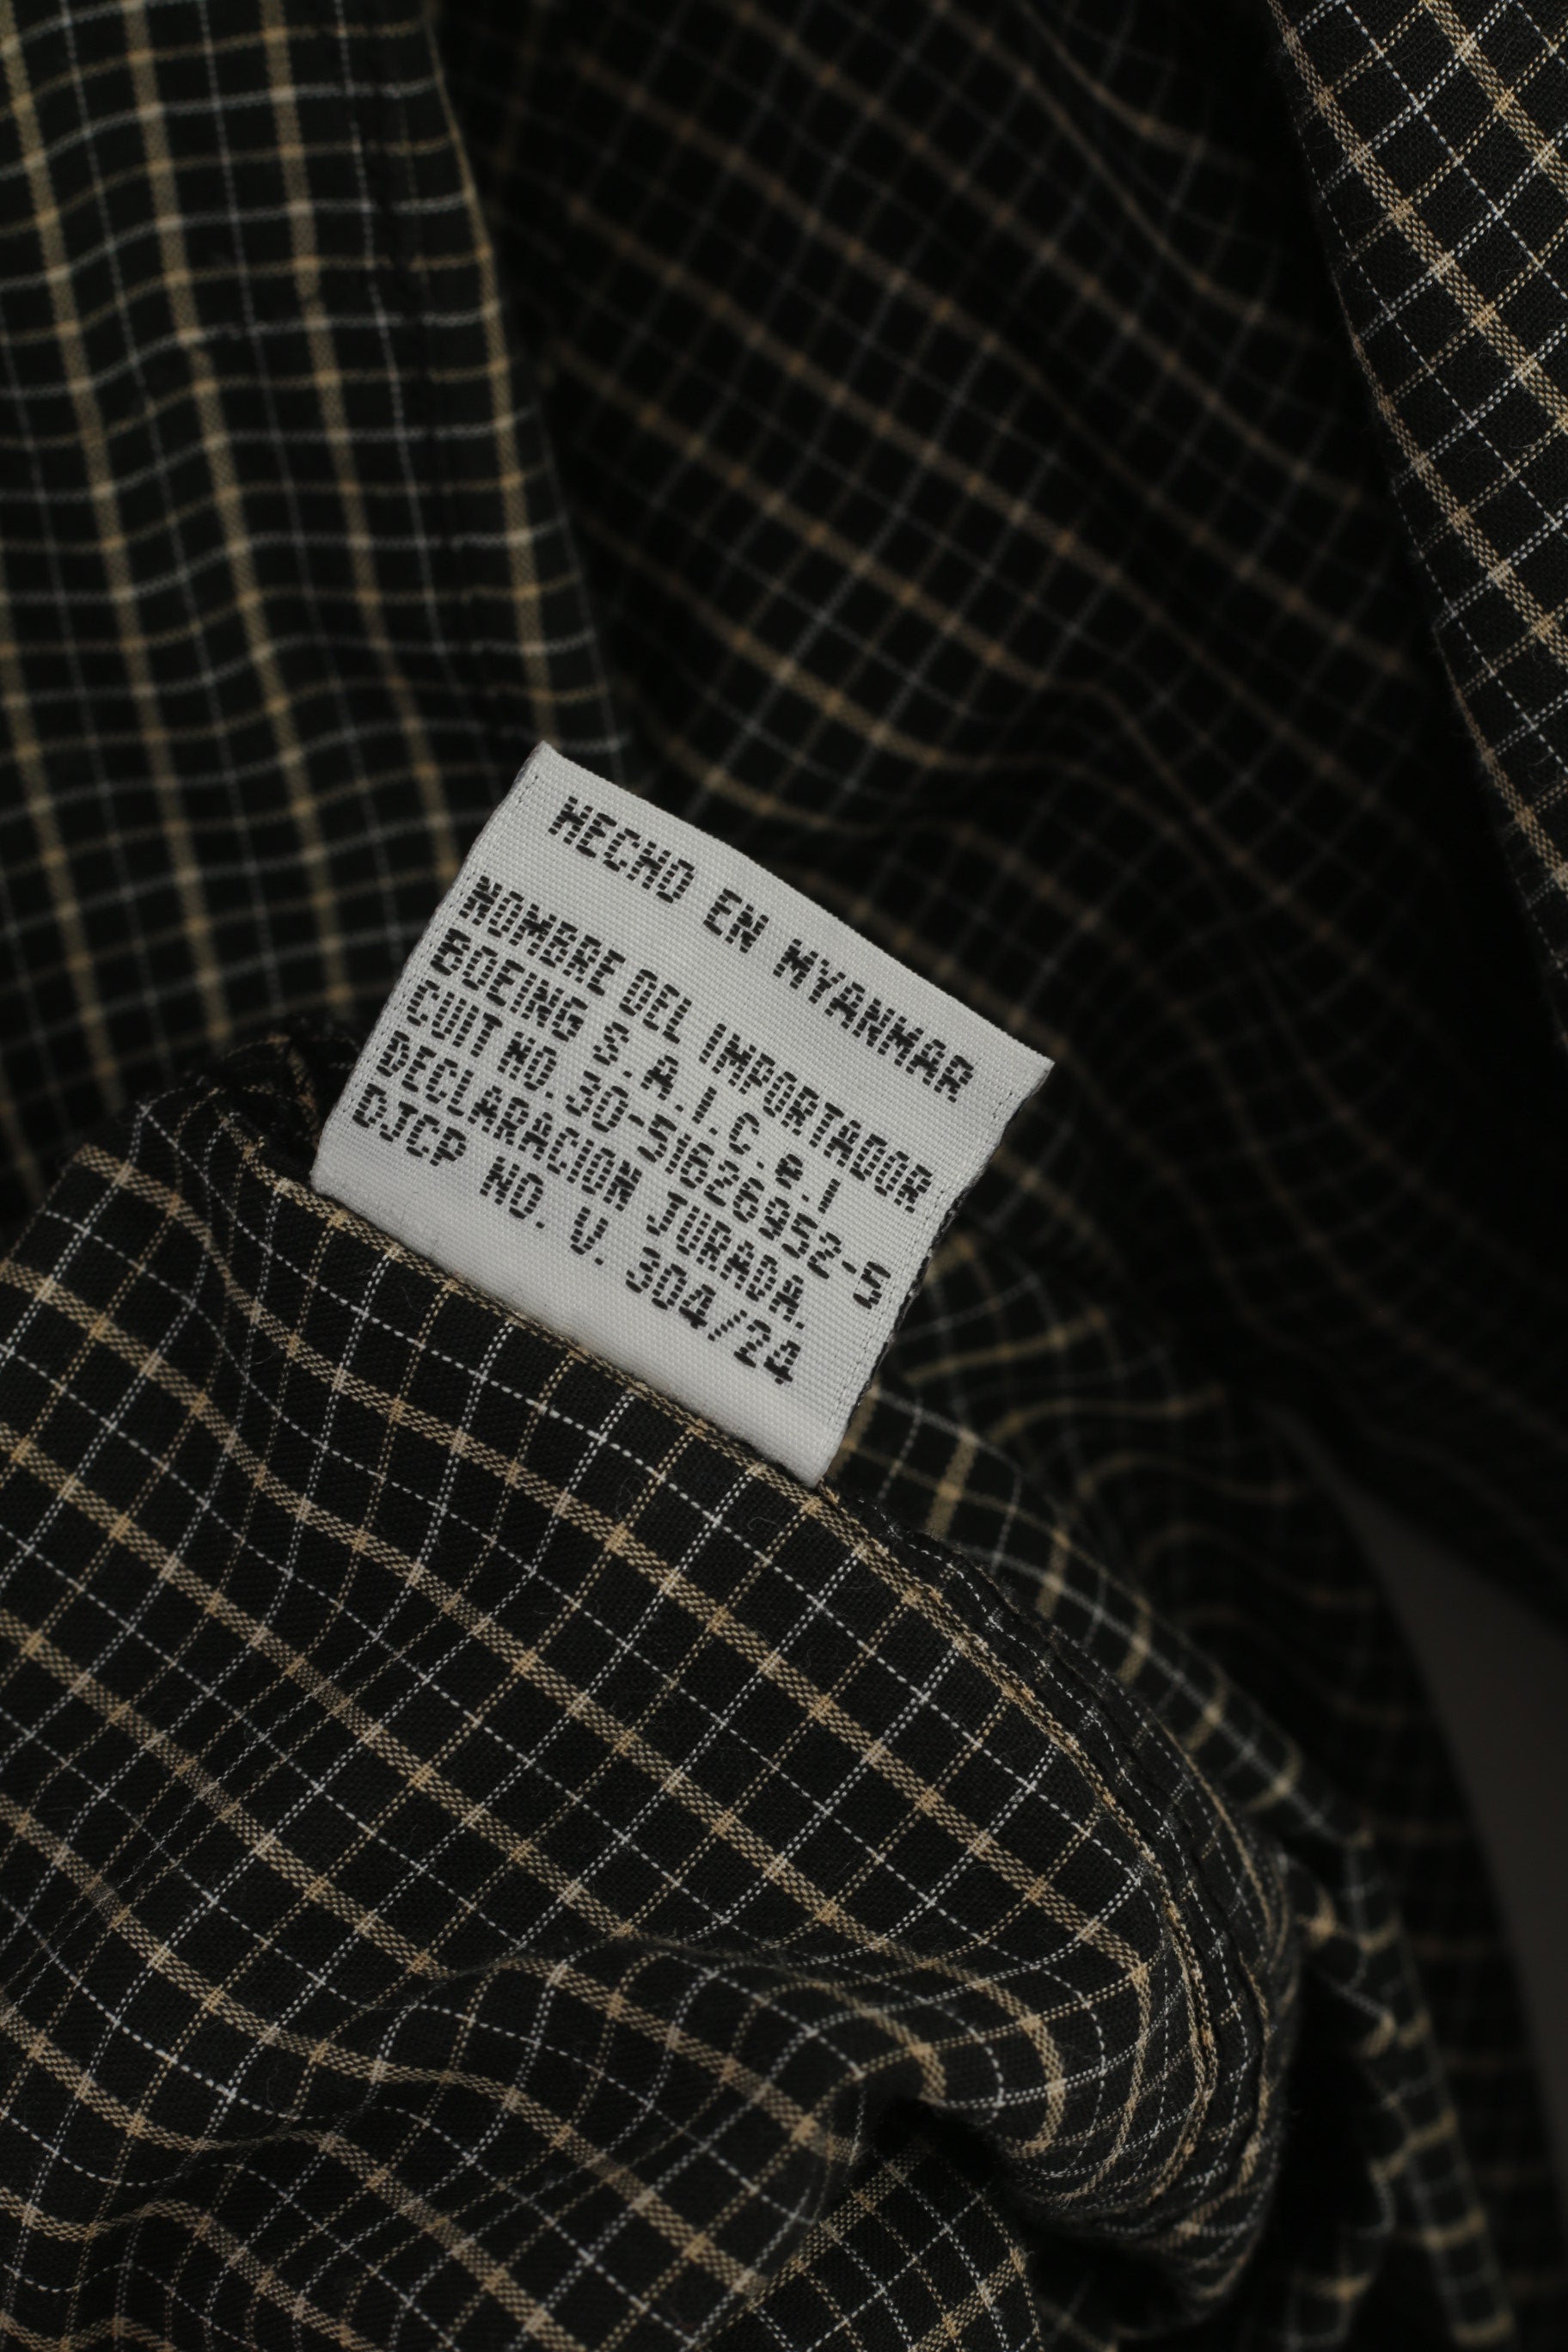 HECHO EN MYANMAR
NOMBRE DEL IMPORTADOR
BOEING S.A.I.C.e.I
CUIT NO. 30-51626952-5
DECLARACION JURADA.
DJCP NO. V. 304/24